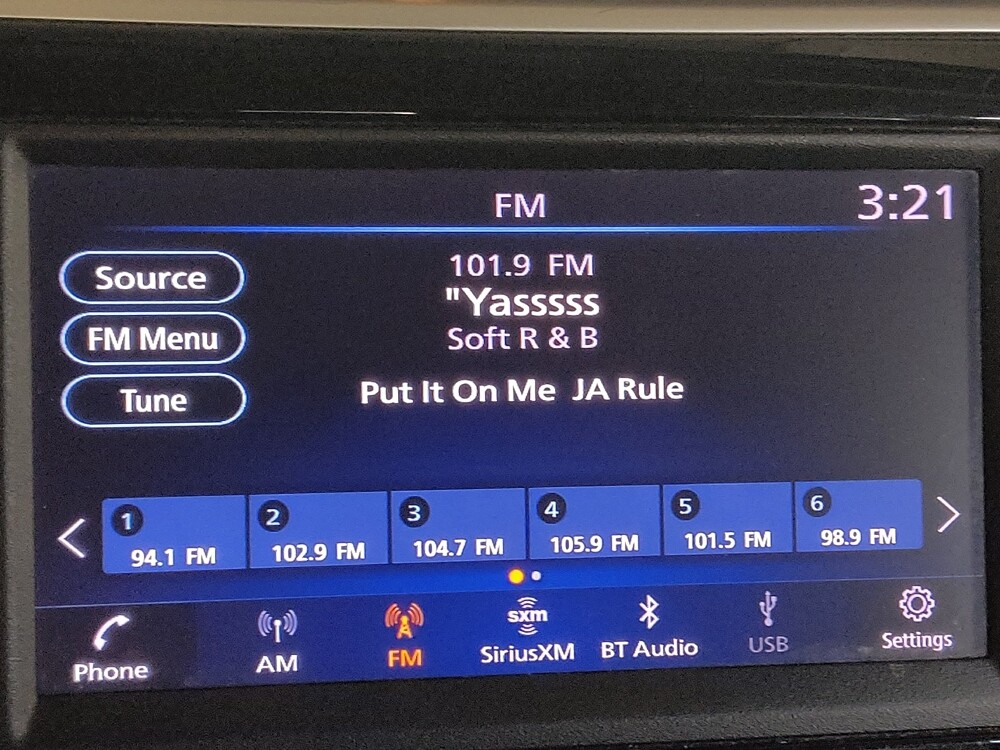 FM 3:21
Source
FM Menu
Tune
101.9 FM
"Yasssss
Soft R & B
Put It On Me JA Rule
1 2 3 4 5 6
94.1 FM 102.9 FM 104.7 FM 105.9 FM 101.5 FM 98.9 FM
sxm
Phone AM FM SiriusXM BT Audio USB Settings